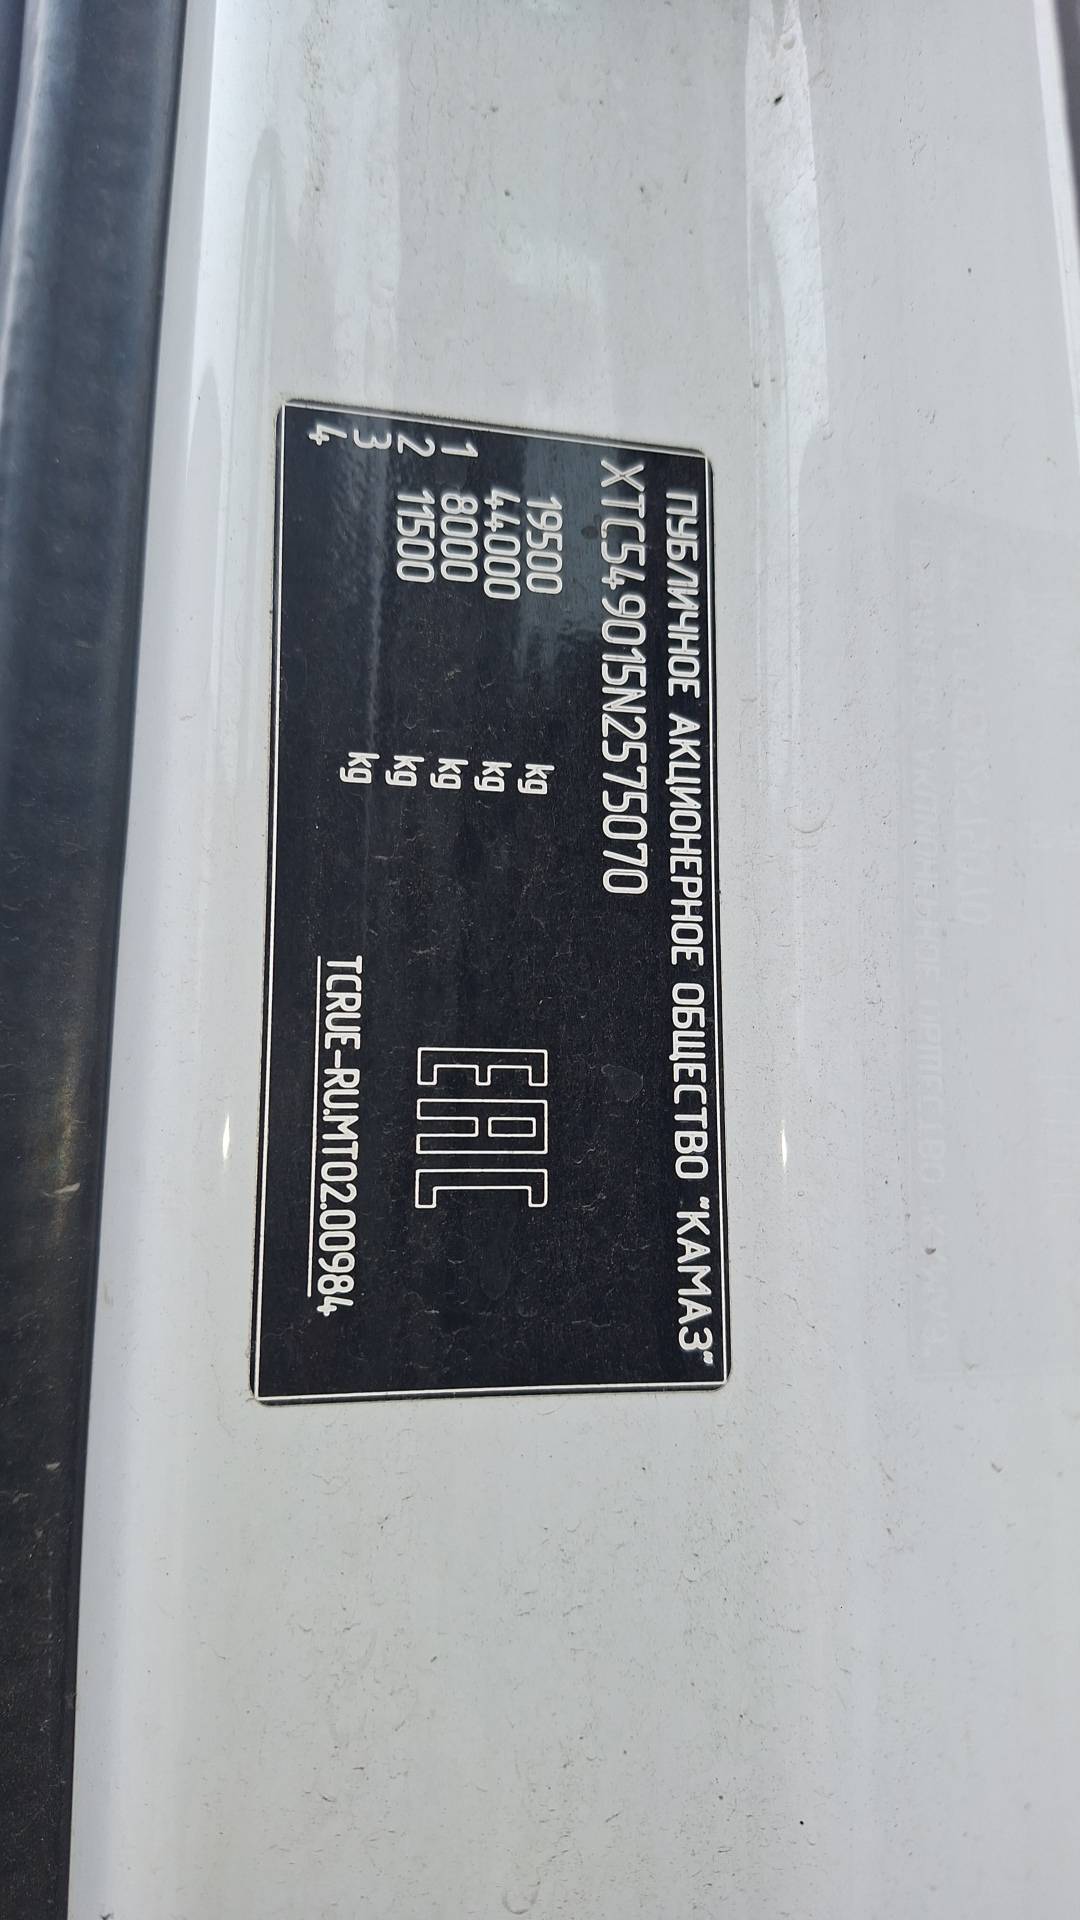 ПУБЛИЧНОЕ АКЦИОНЕРНОЕ ОБЩЕСТВО "КАМАЗ"
XTC549015N2575070
19500 kg
44000 kg
1 8000 kg
2 11500 kg
3 kg
4
EAC
TCRUE-RU.MT02.00984